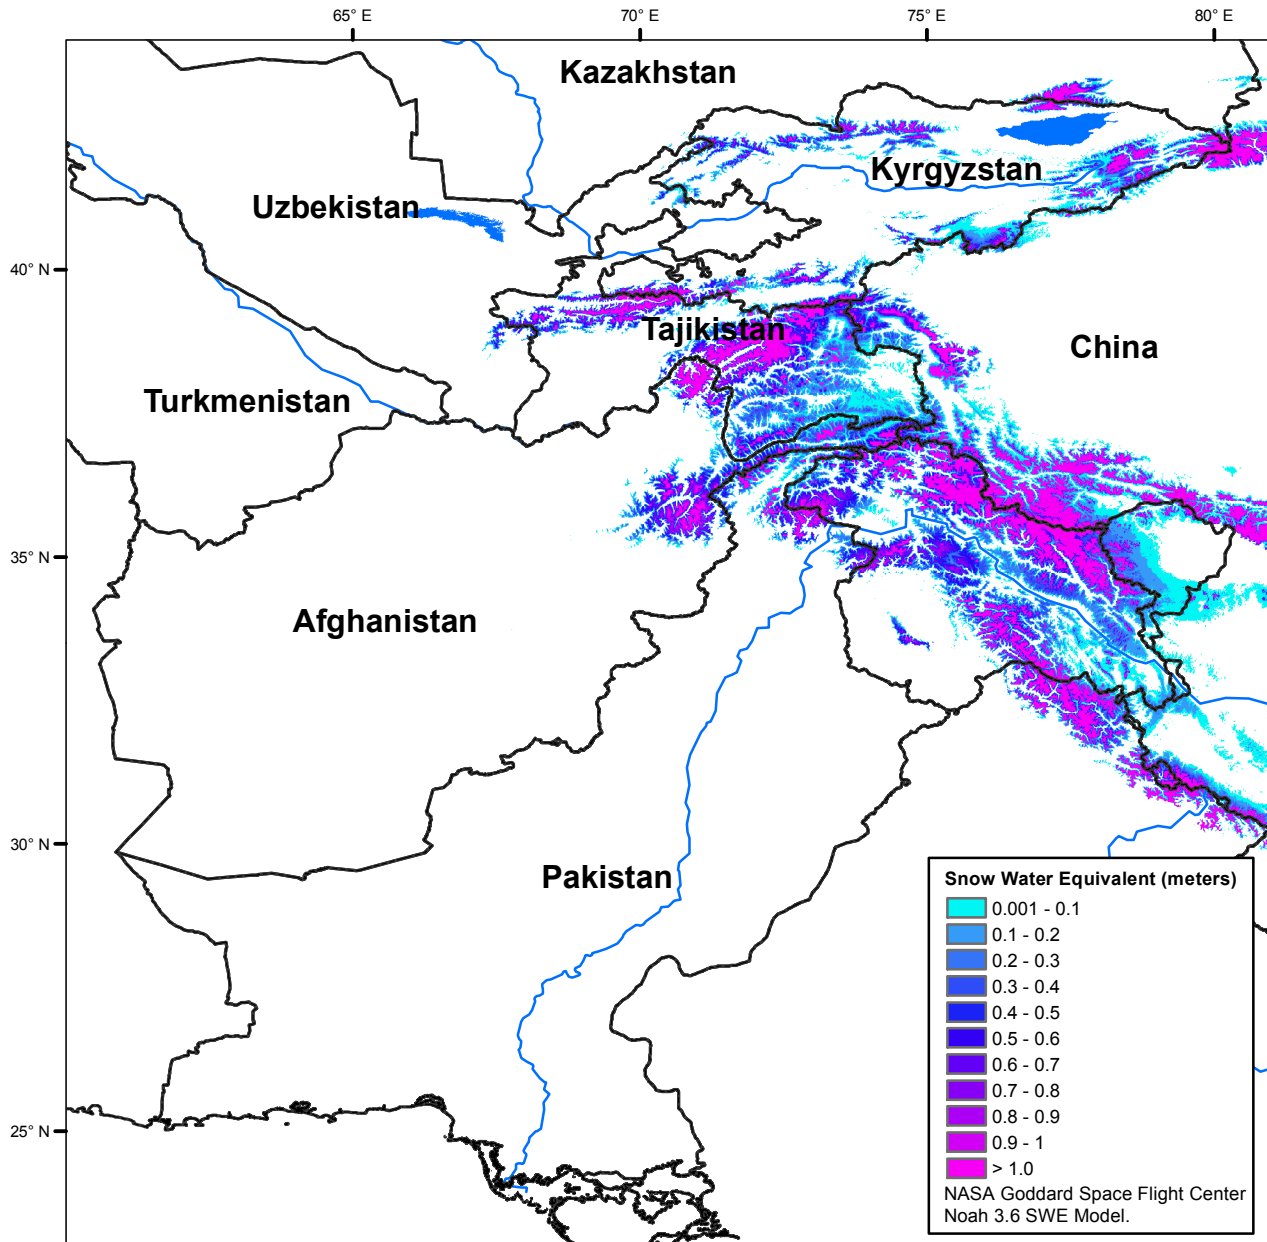 65° E
70° E
75° E
80° E
Kazakhstan
Kyrgyzstan
Uzbekistan
40° N
Tajikistan
China
Turkmenistan
35° N
Afghanistan
30° N
Pakistan
25° N
Snow Water Equivalent (meters)
0.001 - 0.1
0.1 - 0.2
0.2 - 0.3
0.3 - 0.4
0.4 - 0.5
0.5 - 0.6
0.6 - 0.7
0.7 - 0.8
0.8 - 0.9
0.9 - 1
> 1.0
NASA Goddard Space Flight Center
Noah 3.6 SWE Model.